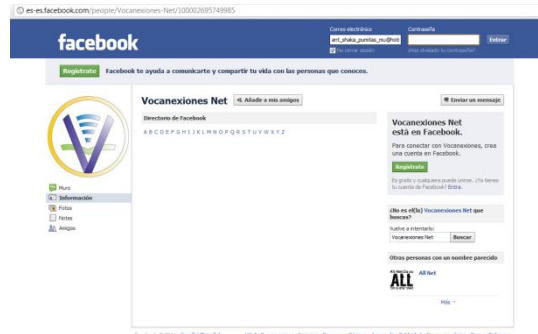 es-es.facebook.com/people/Vocanexiones-Net/100002695749985
facebook
Correo electrónico
Contraseña
ant_shaka_pumitas_mu@hotr
Entrar
No cerrar sesión
¿Has olvidado tu contraseña?
Regístrate
Facebook te ayuda a comunicarte y compartir tu vida con las personas que conoces.
Vocanexiones Net
Añadir a mis amigos
Enviar un mensaje
Directorio de Facebook
A B C D E F G H I J K L M N O P Q R S T U V W X Y Z
Muro
Información
Fotos
Notas
Amigos
Vocanexiones Net
está en Facebook.
Para conectar con Vocanexiones, crea
una cuenta en Facebook.
Regístrate
Es gratis y cualquiera puede unirse. ¿Ya tienes
tu cuenta de Facebook? Entra.
¿No es el(la) Vocanexiones Net que
buscas?
Vuelve a intentarlo:
Vocanexiones Net
Buscar
Otras personas con un nombre parecido
ALL
All Net
Más